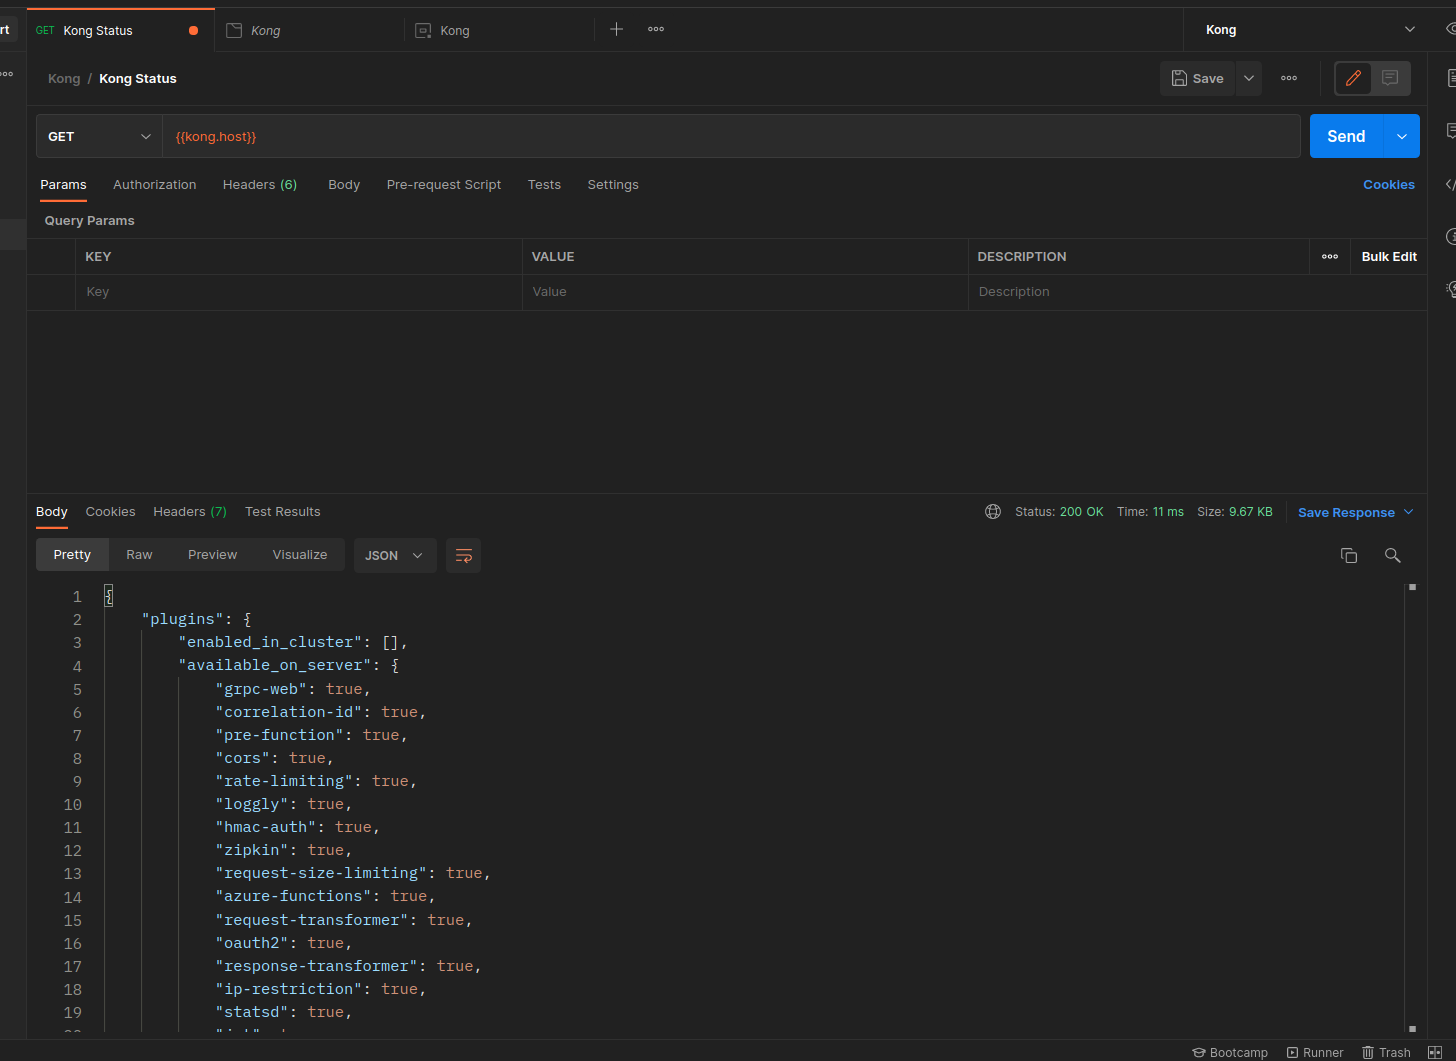 rt GET Kong Status Kong Kong Kong
Kong / Kong Status Save
GET {{kong.host}} Send
Params Authorization Headers (6) Body Pre-request Script Tests Settings Cookies
Query Params
KEY VALUE DESCRIPTION Bulk Edit
Key Value Description
Body Cookies Headers (7) Test Results Status: 200 OK Time: 11 ms Size: 9.67 KB Save Response
Pretty Raw Preview Visualize JSON
1 {
2 "plugins": {
3 "enabled_in_cluster": [],
4 "available_on_server": {
5 "grpc-web": true,
6 "correlation-id": true,
7 "pre-function": true,
8 "cors": true,
9 "rate-limiting": true,
10 "loggly": true,
11 "hmac-auth": true,
12 "zipkin": true,
13 "request-size-limiting": true,
14 "azure-functions": true,
15 "request-transformer": true,
16 "oauth2": true,
17 "response-transformer": true,
18 "ip-restriction": true,
19 "statsd": true,
Bootcamp Runner Trash